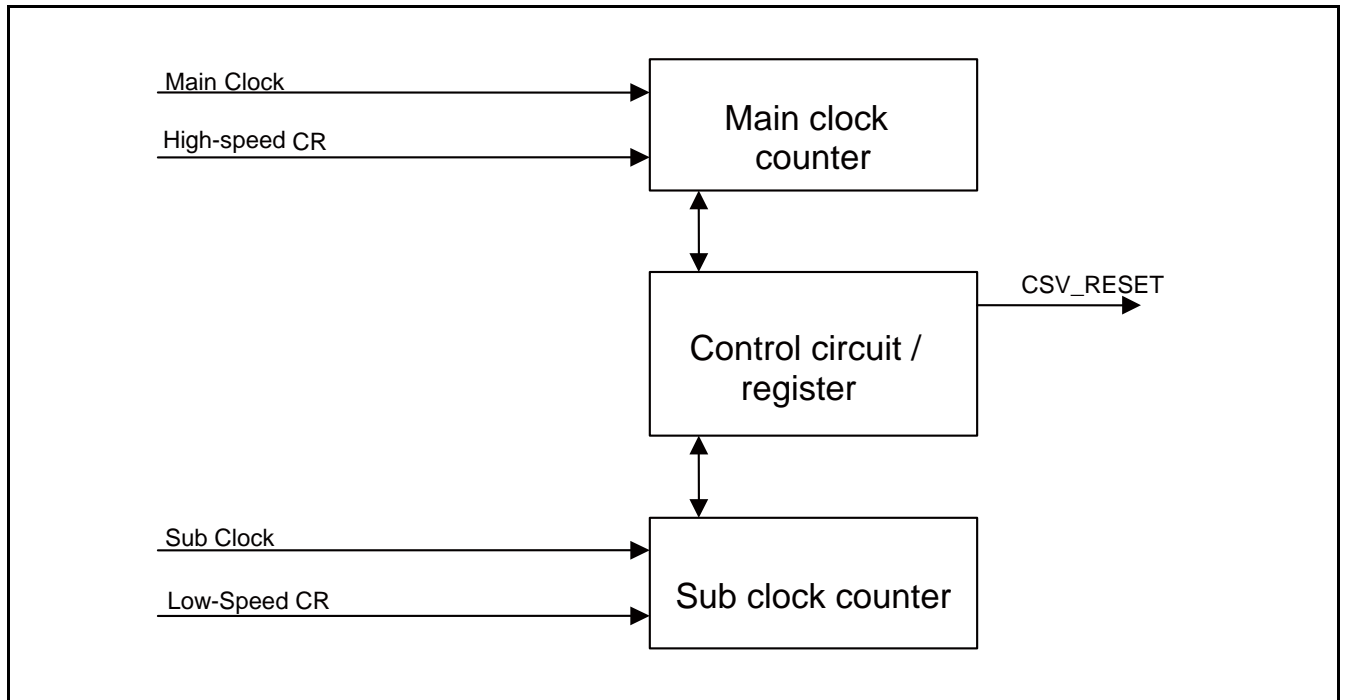 Main Clock
High-speed CR
Main clock
counter
CSV_RESET
Control circuit /
register
Sub Clock
Low-Speed CR
Sub clock counter